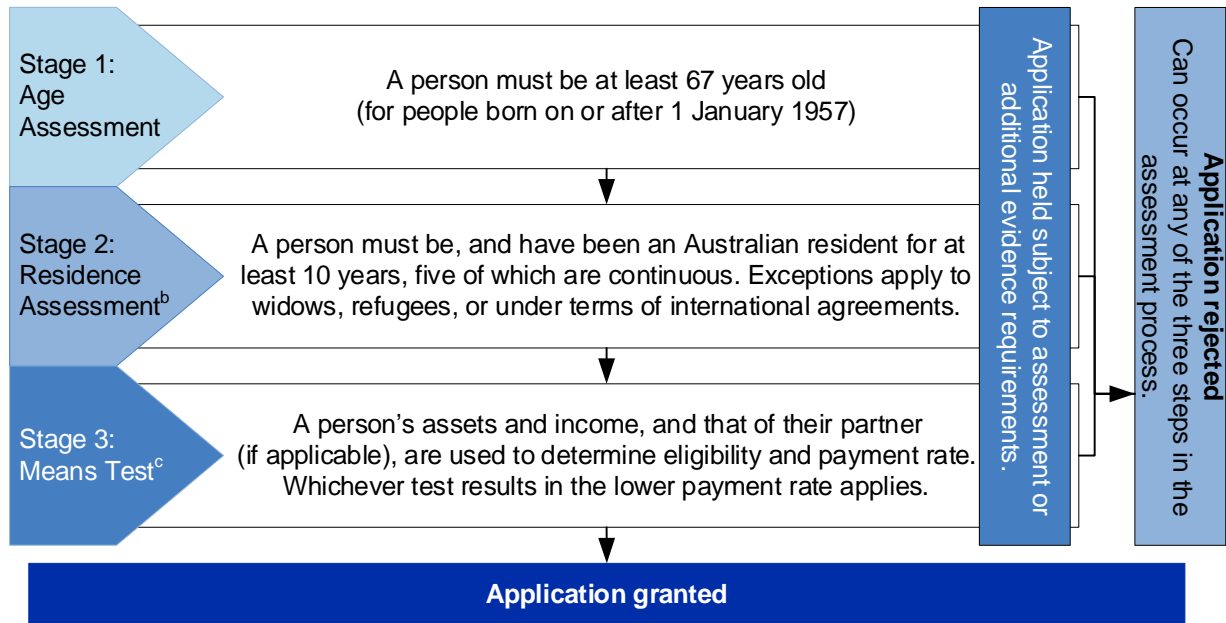 Stage 1:
Age
Assessment
A person must be at least 67 years old
(for people born on or after 1 January 1957)
Stage 2:
Residence
Assessmentᵇ
A person must be, and have been an Australian resident for at
least 10 years, five of which are continuous. Exceptions apply to
widows, refugees, or under terms of international agreements.
Stage 3:
Means Testᶜ
A person’s assets and income, and that of their partner
(if applicable), are used to determine eligibility and payment rate.
Whichever test results in the lower payment rate applies.
Application held subject to assessment or
additional evidence requirements.
Application rejected
Can occur at any of the three steps in the
assessment process.
Application granted